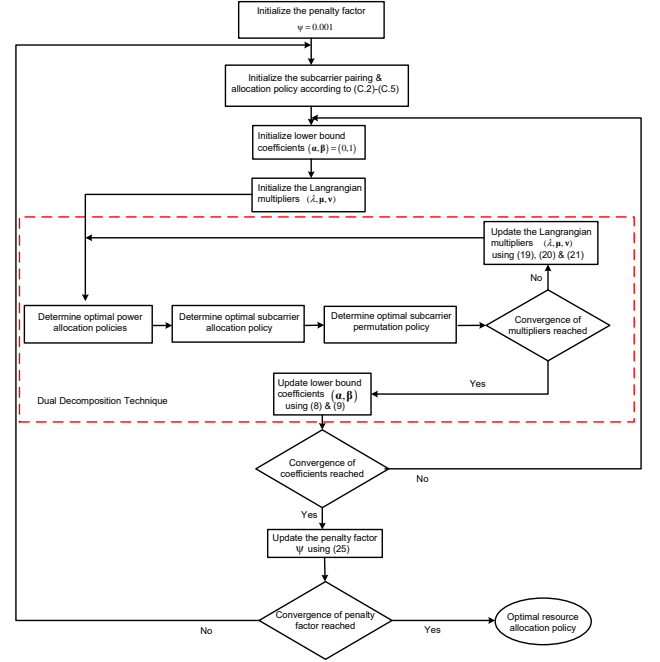 Initialize the penalty factor
ψ = 0.001
Initialize the subcarrier pairing &
allocation policy according to (C.2)-(C.5)
Initialize lower bound
coefficients (α,β) = (0,1)
Initialize the Langrangian
multipliers (λ,μ,ν)
Update the Langrangian
multipliers (λ,μ,ν)
using (19), (20) & (21)
No
Determine optimal power
allocation policies
Determine optimal subcarrier
allocation policy
Determine optimal subcarrier
permutation policy
Convergence of
multipliers reached
Yes
Update lower bound
coefficients (α,β)
using (8) & (9)
Dual Decomposition Technique
Convergence of
coefficients reached
No
Yes
Update the penalty factor
ψ using (25)
Convergence of penalty
factor reached
No
Yes
Optimal resource
allocation policy